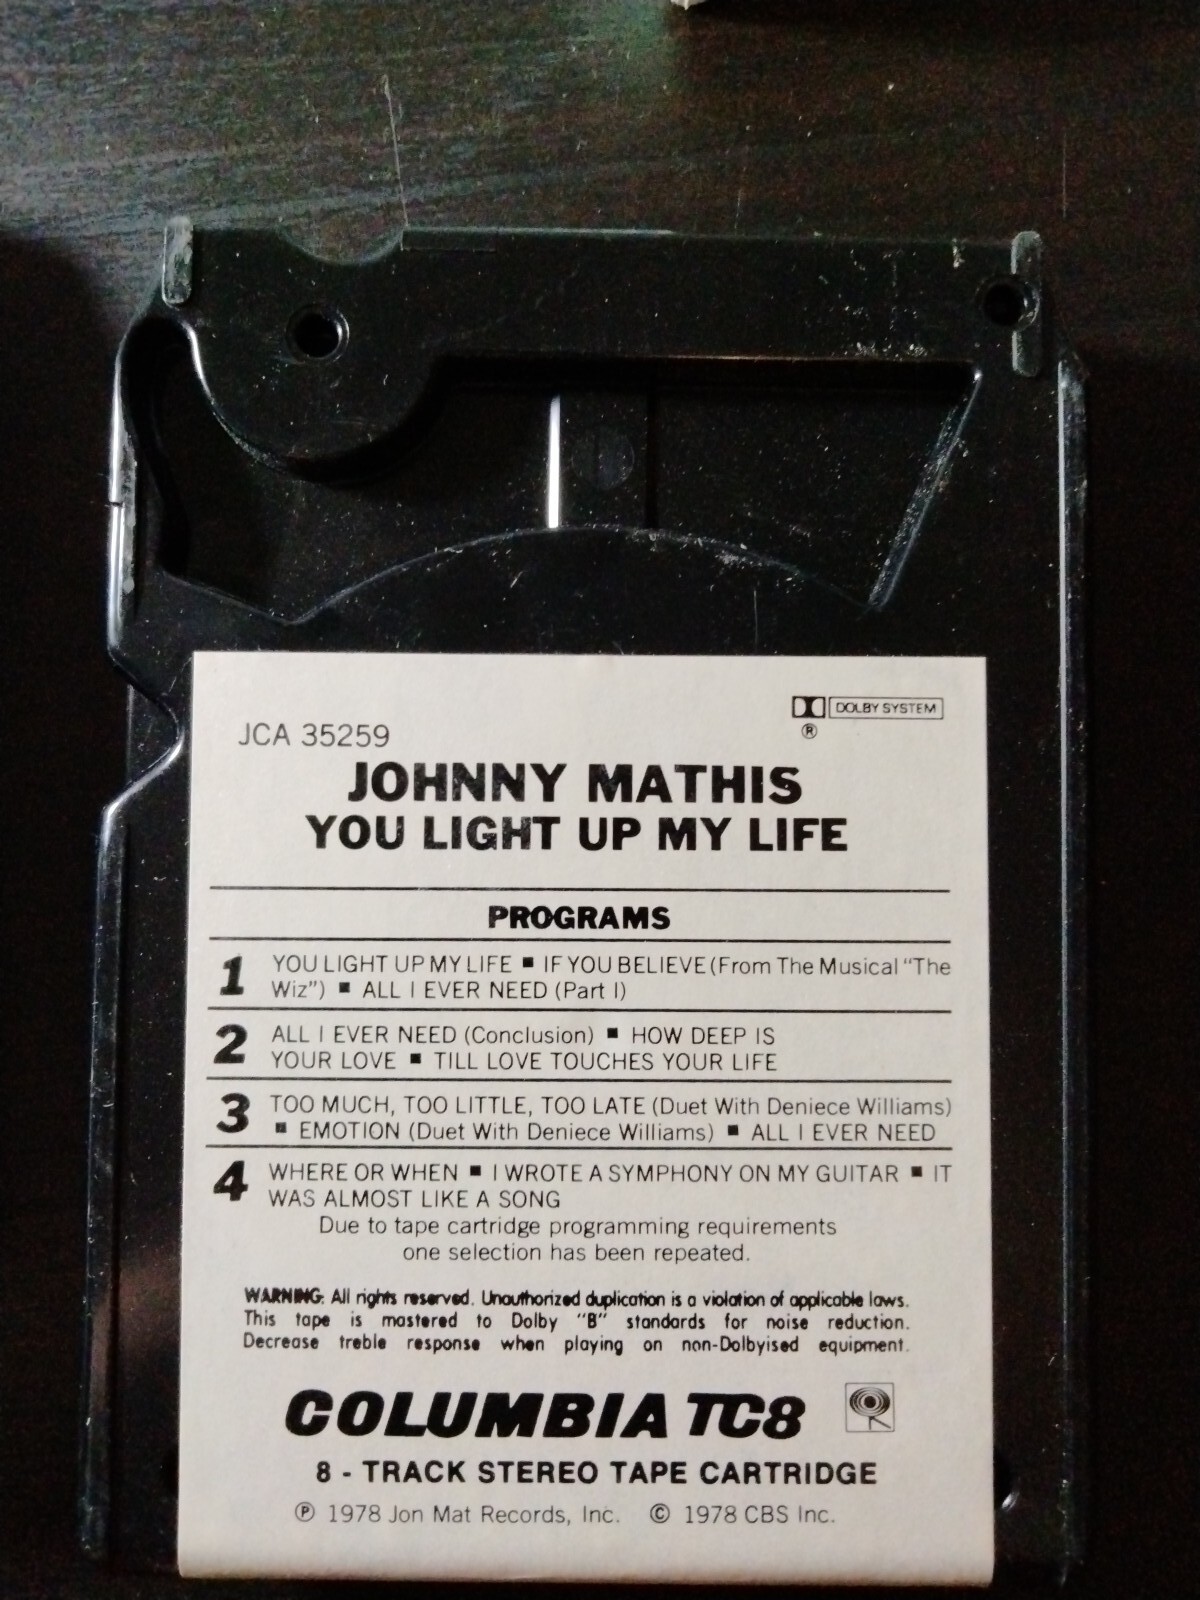 DOLBY SYSTEM
®
JCA 35259
JOHNNY MATHIS
YOU LIGHT UP MY LIFE
PROGRAMS
1 YOU LIGHT UP MY LIFE ■ IF YOU BELIEVE (From The Musical "The
Wiz") ■ ALL I EVER NEED (Part I)
2 ALL I EVER NEED (Conclusion) ■ HOW DEEP IS
YOUR LOVE ■ TILL LOVE TOUCHES YOUR LIFE
3 TOO MUCH, TOO LITTLE, TOO LATE (Duet With Deniece Williams)
■ EMOTION (Duet With Deniece Williams) ■ ALL I EVER NEED
4 WHERE OR WHEN ■ I WROTE A SYMPHONY ON MY GUITAR ■ IT
WAS ALMOST LIKE A SONG
Due to tape cartridge programming requirements
one selection has been repeated.
WARNING: All rights reserved. Unauthorized duplication is a violation of applicable laws.
This tape is mastered to Dolby "B" standards for noise reduction.
Decrease treble response when playing on non-Dolbyised equipment.
COLUMBIA TC8
8 - TRACK STEREO TAPE CARTRIDGE
℗ 1978 Jon Mat Records, Inc. © 1978 CBS Inc.